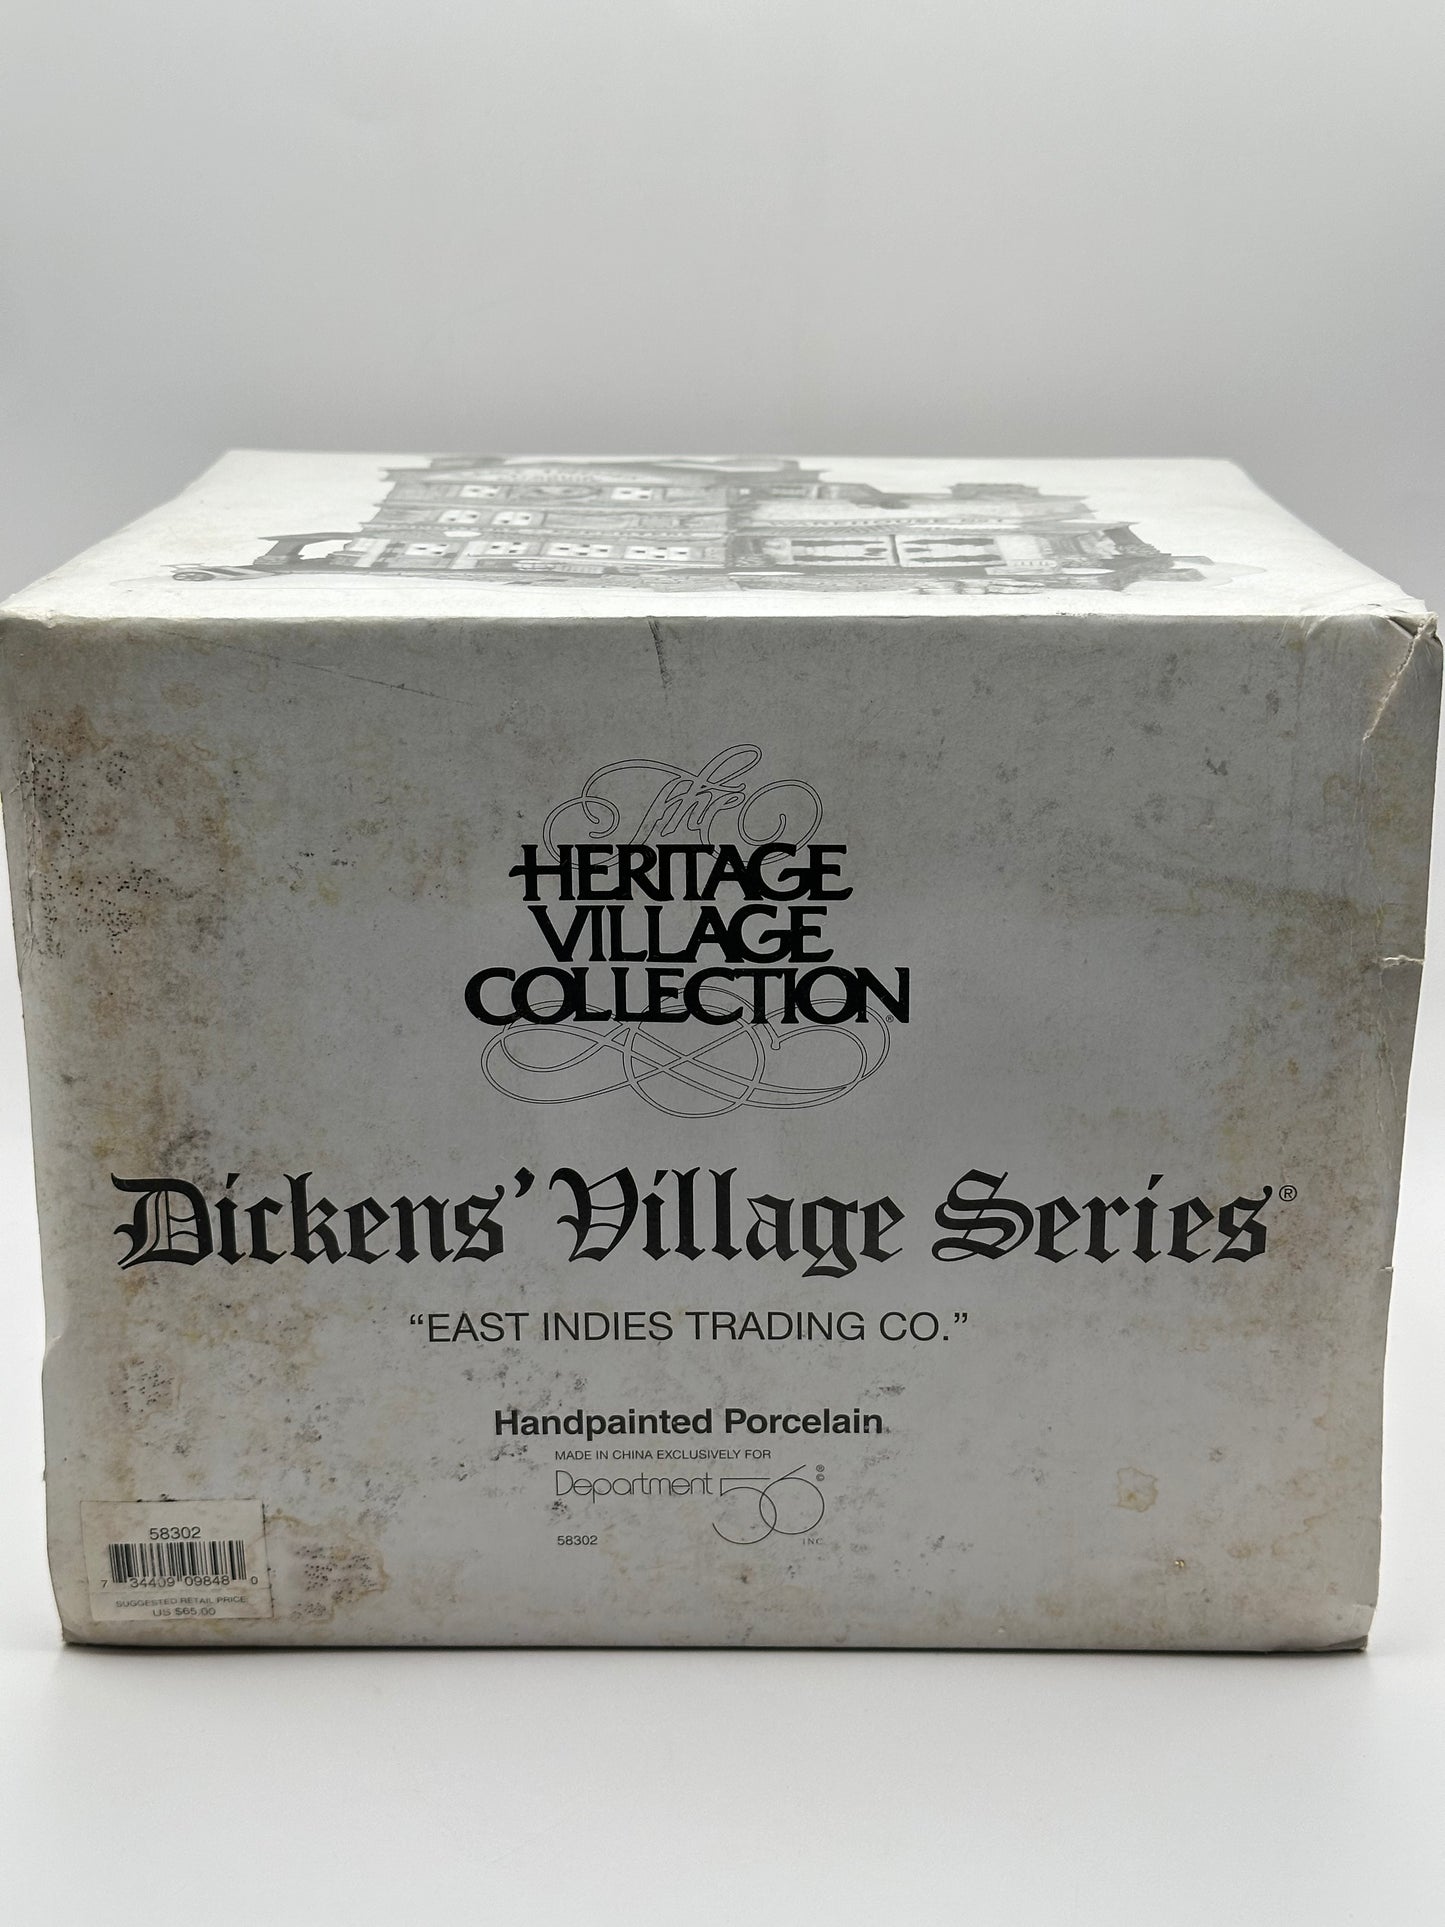 WAREHOUSE
The
HERITAGE
VILLAGE
COLLECTION®
Dickens' Village Series®
“EAST INDIES TRADING CO.”
Handpainted Porcelain
MADE IN CHINA EXCLUSIVELY FOR
Department 56 ® ©
INC.
58302
58302
7 34409 09848 0
SUGGESTED RETAIL PRICE
US $65.00